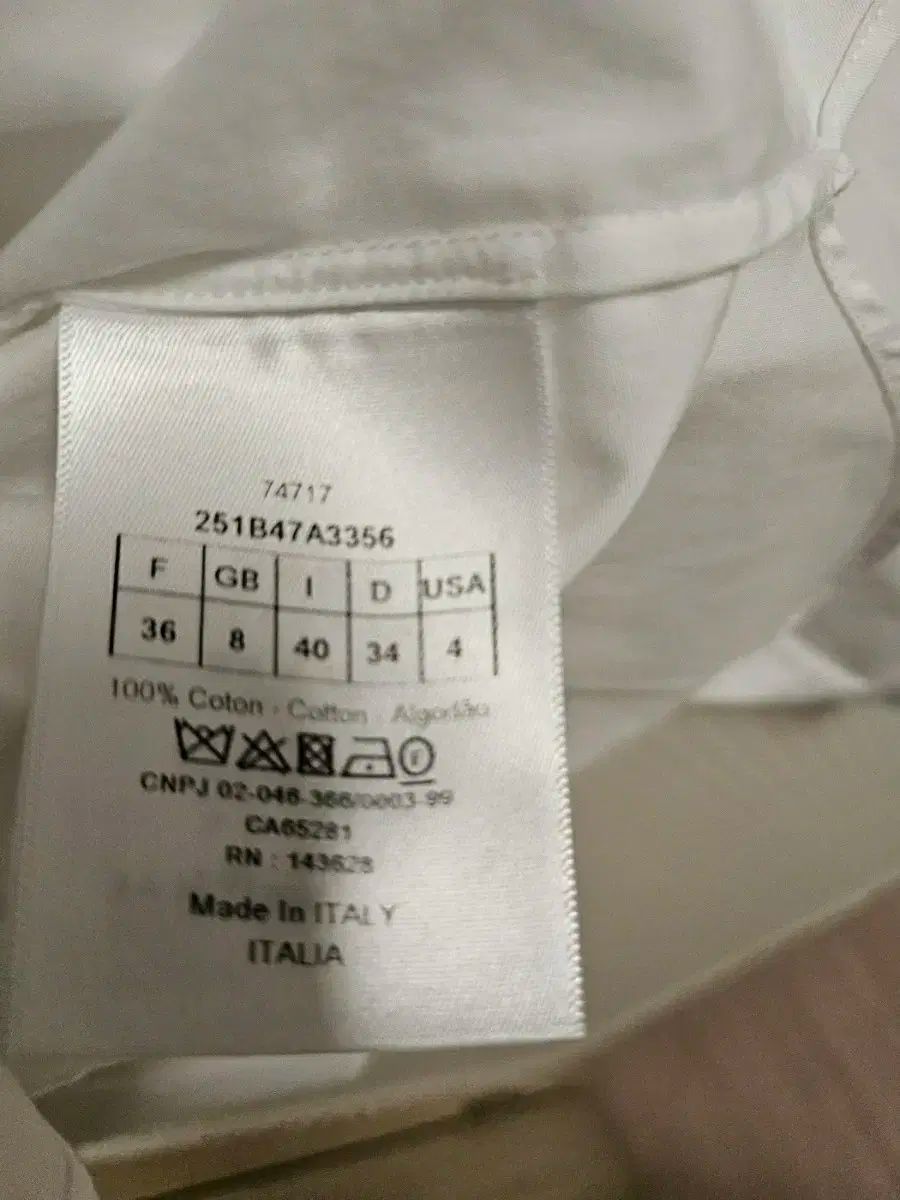 74717
251B47A3356
F GB I D USA
36 8 40 34 4
100% Coton - Cotton - Algodão
F
CNPJ 02-046-366/0003-99
CA65281
RN : 143628
Made In ITALY
ITALIA